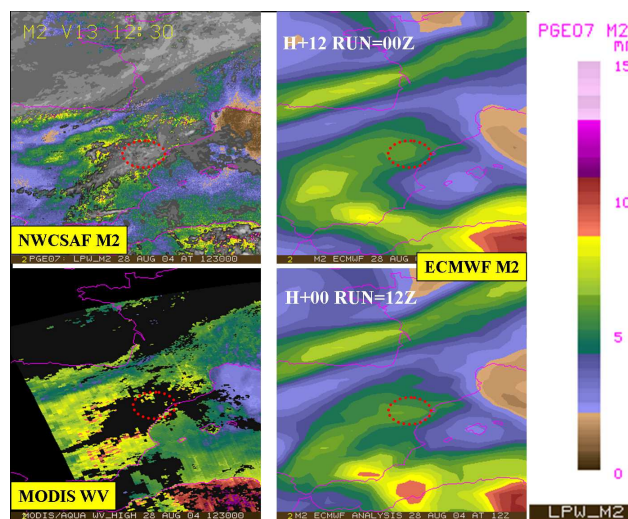 M2 V13 12:30
NWCSAF M2
2 PGE07: LPW_M2 28 AUG 04 AT 123000
H+12 RUN=00Z
ECMWF M2
2 M2 ECMWF 28 AUG 0
MODIS WV
MODIS/AQUA WV_HIGH 28 AUG 04 123000
H+00 RUN=12Z
2 M2 ECMWF ANALYSIS 28 AUG 04 AT 12Z
PGE07 M2
15
10
5
0
LPW_M2